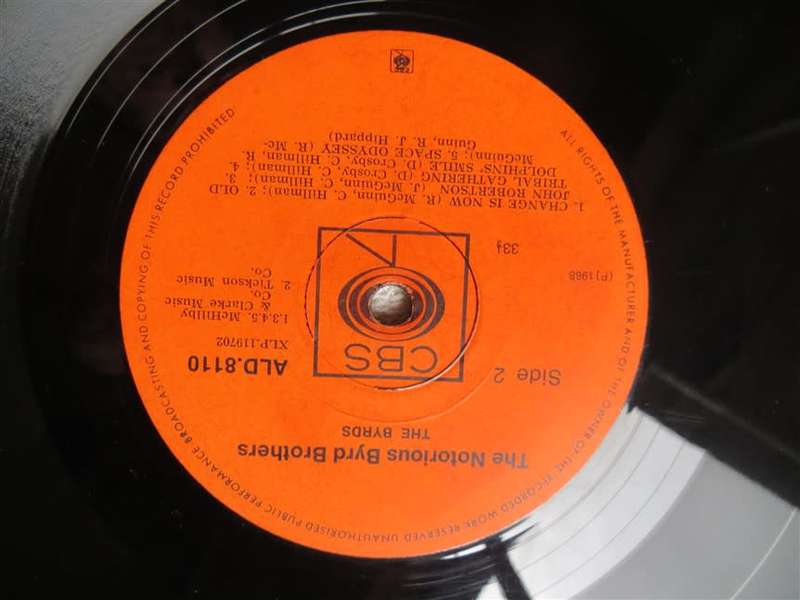 The Notorious Byrd Brothers
THE BYRDS
Side 2
CBS
ALD.8110
XLP.119702
(P)1968
33⅓
1.3.4.5. McHillby
& Clarke Music
Co.
2. Tickson Music
Co.
1. CHANGE IS NOW (R. McGuinn, C. Hillman); 2. OLD
JOHN ROBERTSON (J. McGuinn, C. Hillman); 3.
TRIBAL GATHERING (D. Crosby, C. Hillman); 4.
DOLPHINS' SMILE (D. Crosby, C. Hillman, R.
McGuinn); 5. SPACE ODYSSEY (R. Mc-
Guinn, R. J. Hippard)
ALL RIGHTS OF THE MANUFACTURER AND OF THE OWNER OF THE RECORDED WORK RESERVED UNAUTHORISED PUBLIC PERFORMANCE BROADCASTING AND COPYING OF THIS RECORD PROHIBITED